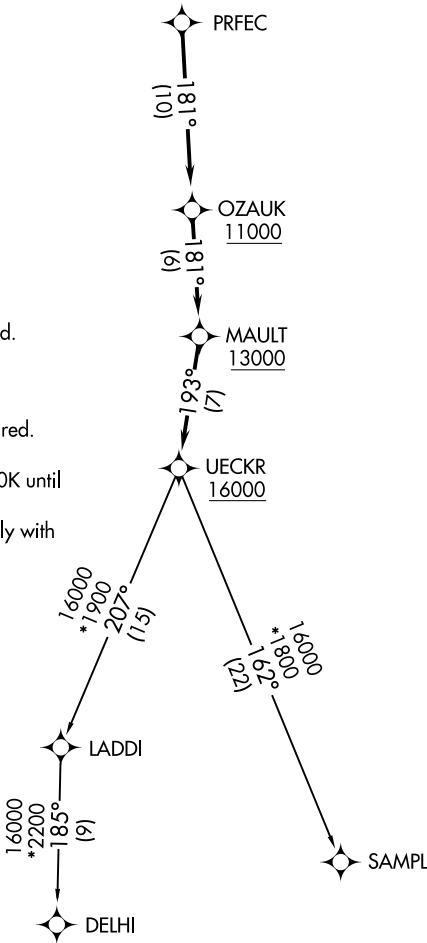 PRFEC
181°
(10)
OZAUK
11000
181°
(6)
MAULT
13000
d.
193°
(7)
red.
UECKR
16000
0K until
ly with
16000
*1900
207°
(15)
16000
*1800
162°
(22)
LADDI
16000
*2200
185°
(9)
SAMPL
DELHI